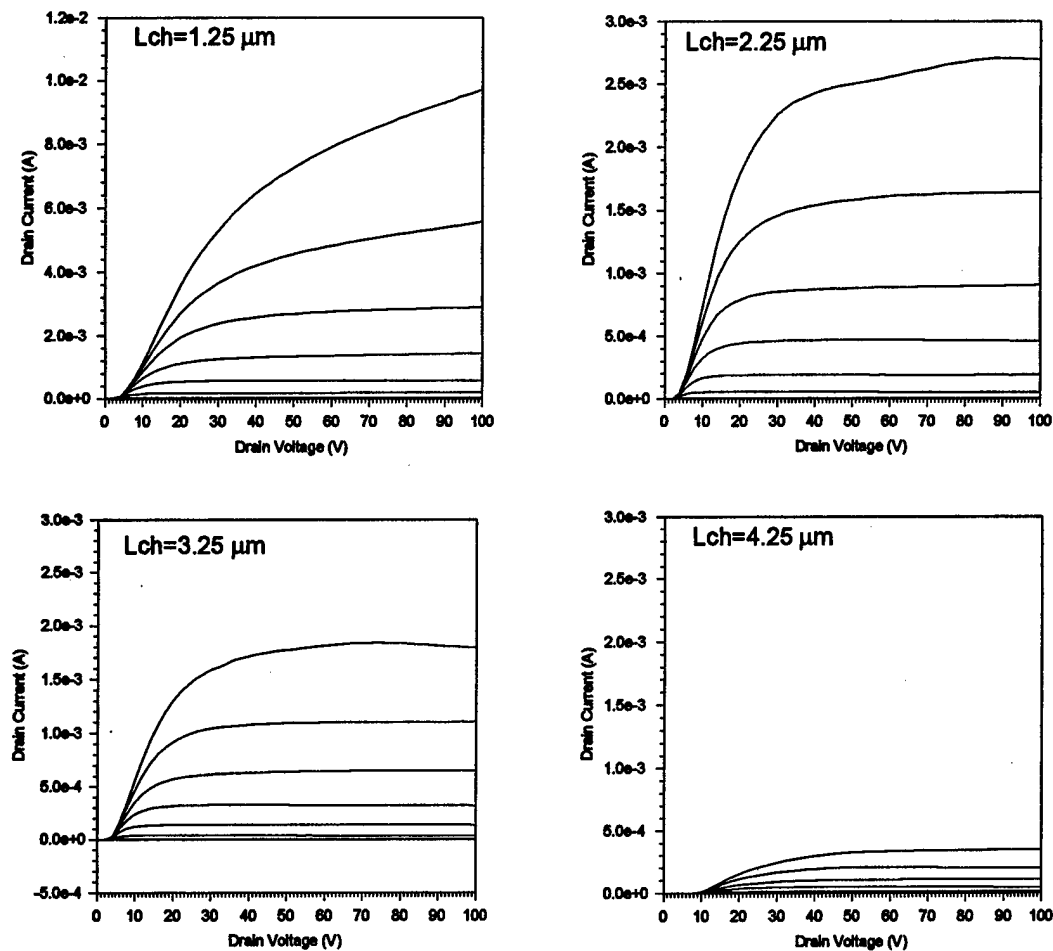 Lch=1.25 μm
1.2e-2
1.0e-2
8.0e-3
6.0e-3
4.0e-3
2.0e-3
0.0e+0
Drain Current (A)
0 10 20 30 40 50 60 70 80 90 100
Drain Voltage (V)
Lch=2.25 μm
3.0e-3
2.5e-3
2.0e-3
1.5e-3
1.0e-3
5.0e-4
0.0e+0
Drain Current (A)
0 10 20 30 40 50 60 70 80 90 100
Drain Voltage (V)
Lch=3.25 μm
3.0e-3
2.5e-3
2.0e-3
1.5e-3
1.0e-3
5.0e-4
0.0e+0
-5.0e-4
Drain Current (A)
0 10 20 30 40 50 60 70 80 90 100
Drain Voltage (V)
Lch=4.25 μm
3.0e-3
2.5e-3
2.0e-3
1.5e-3
1.0e-3
5.0e-4
0.0e+0
Drain Current (A)
0 10 20 30 40 50 60 70 80 90 100
Drain Voltage (V)